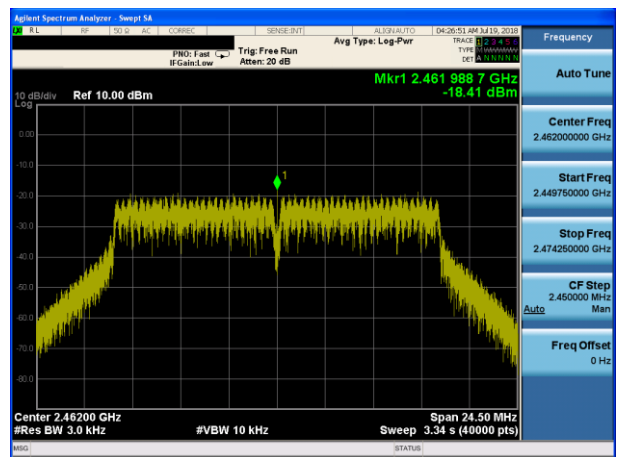 Agilent Spectrum Analyzer - Swept SA
RL RF 50 Ω AC CORREC SENSE:INT ALIGNAUTO 04:26:51 AM Jul 19, 2018
Avg Type: Log-Pwr TRACE 1 2 3 4 5 6
PNO: Fast Trig: Free Run TYPE
IFGain:Low Atten: 20 dB DET A N N N N N
Mkr1 2.461 988 7 GHz
-18.41 dBm
10 dB/div Ref 10.00 dBm
Log
0.00
-10.0
-20.0
-30.0
-40.0
-50.0
-60.0
-70.0
-80.0
1
Center 2.46200 GHz Span 24.50 MHz
#Res BW 3.0 kHz #VBW 10 kHz Sweep 3.34 s (40000 pts)
MSG STATUS
Frequency
Auto Tune
Center Freq
2.462000000 GHz
Start Freq
2.449750000 GHz
Stop Freq
2.474250000 GHz
CF Step
2.450000 MHz
Auto Man
Freq Offset
0 Hz